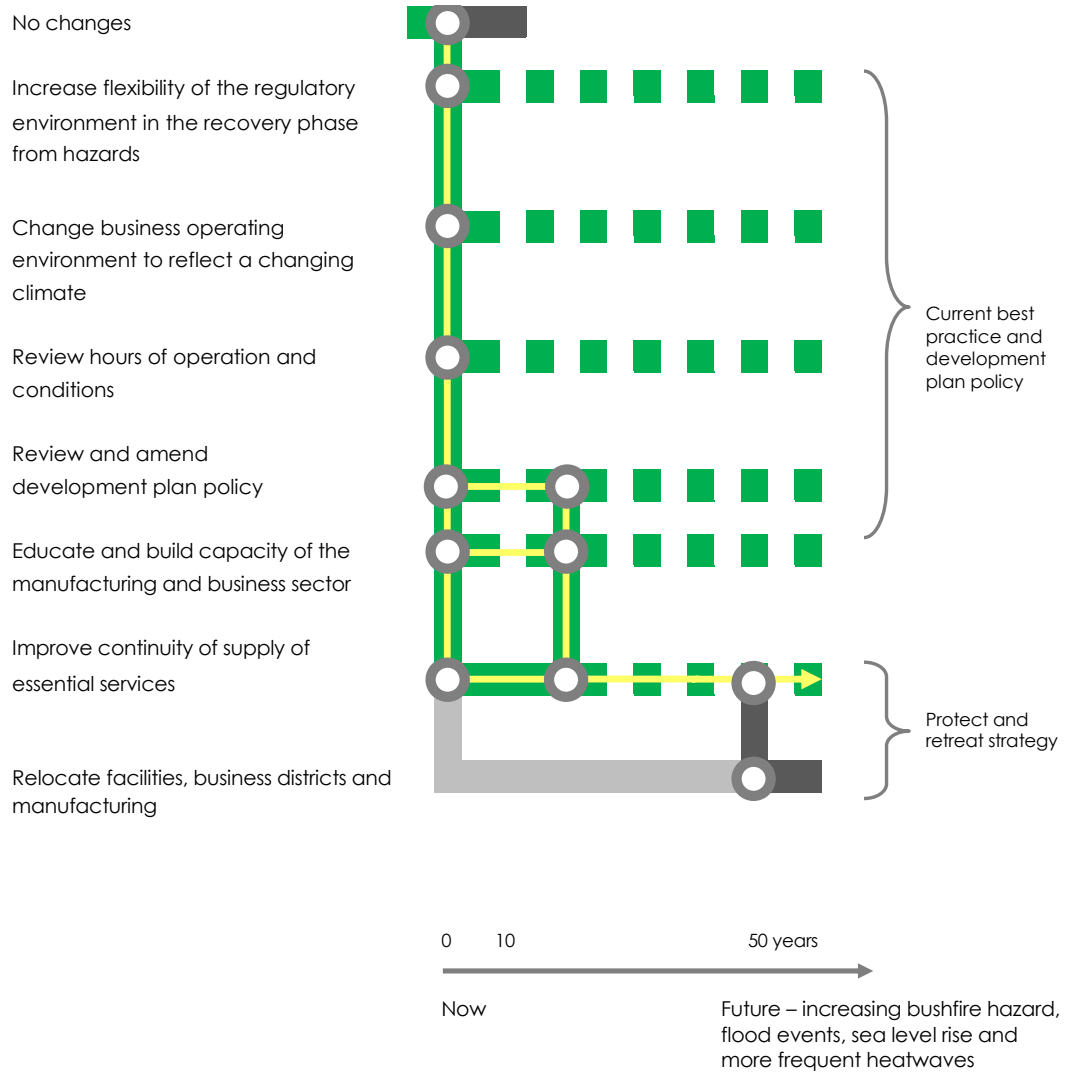 No changes
Increase flexibility of the regulatory
environment in the recovery phase
from hazards
Change business operating
environment to reflect a changing
climate
Review hours of operation and
conditions
Review and amend
development plan policy
Educate and build capacity of the
manufacturing and business sector
Improve continuity of supply of
essential services
Relocate facilities, business districts and
manufacturing
Current best
practice and
development
plan policy
Protect and
retreat strategy
0 10 50 years
Now
Future – increasing bushfire hazard,
flood events, sea level rise and
more frequent heatwaves